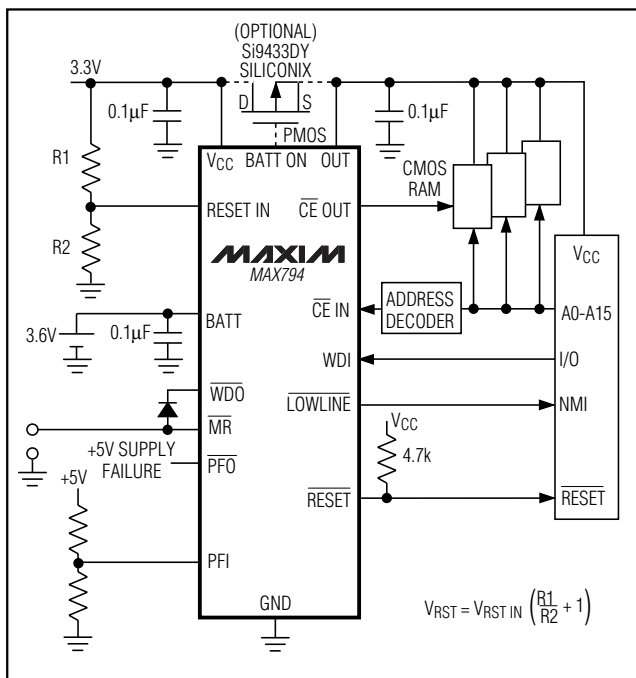 (OPTIONAL)
Si9433DY
SILICONIX
3.3V
D S
0.1µF
0.1µF
PMOS
VCC BATT ON OUT
CMOS
RAM
R1
RESET IN
CE OUT
R2
MAXIM
MAX794
VCC
CE IN
ADDRESS
DECODER
A0-A15
BATT
3.6V
0.1µF
WDI
I/O
WDO
LOWLINE
NMI
MR
VCC
+5V SUPPLY
FAILURE
PFO
4.7k
+5V
RESET
RESET
PFI
GND
VRST = VRST IN (R1/R2 + 1)